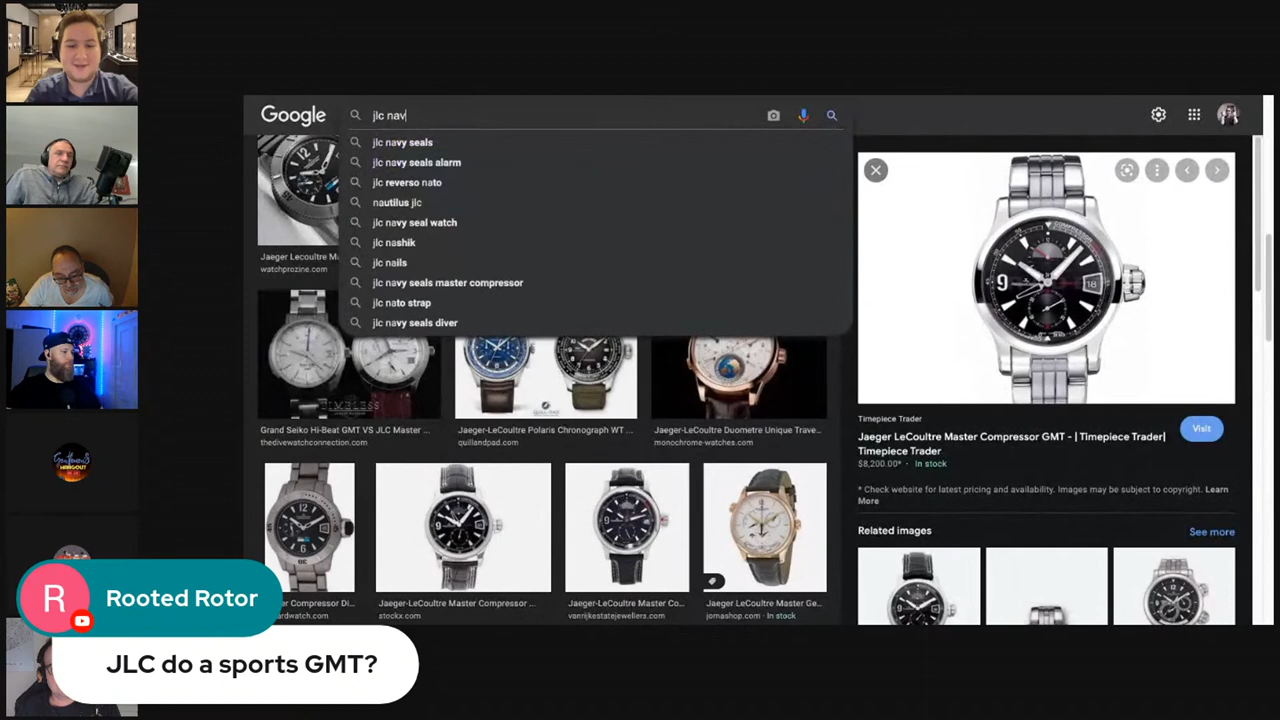 Google
jlc nav
jlc navy seals
jlc navy seals alarm
jlc reverso nato
nautilus jlc
jlc navy seal watch
jlc nashik
jlc nails
jlc navy seals master compressor
jlc nato strap
jlc navy seals diver
Jaeger Lecoultre M
watchprozine.com
TIMELESS
Grand Seiko Hi-Beat GMT VS JLC Master ...
thedivewatchconnection.com
Jaeger-LeCoultre Polaris Chronograph WT ...
quillandpad.com
Jaeger-LeCoultre Duometre Unique Trave...
monochrome-watches.com
Timepiece Trader
Jaeger LeCoultre Master Compressor GMT - | Timepiece Trader|
Timepiece Trader
$8,200.00* · In stock
Visit
* Check website for latest pricing and availability. Images may be subject to copyright. Learn
More
Related images
See more
er Compressor Di...
ardwatch.com
Jaeger-LeCoultre Master Compressor ...
stockx.com
Jaeger-LeCoultre Master Co...
vanrijkestatejewellers.com
Jaeger LeCoultre Master Ge...
jomashop.com · In stock
Gentlemen's
HANGOUT
R
Rooted Rotor
JLC do a sports GMT?